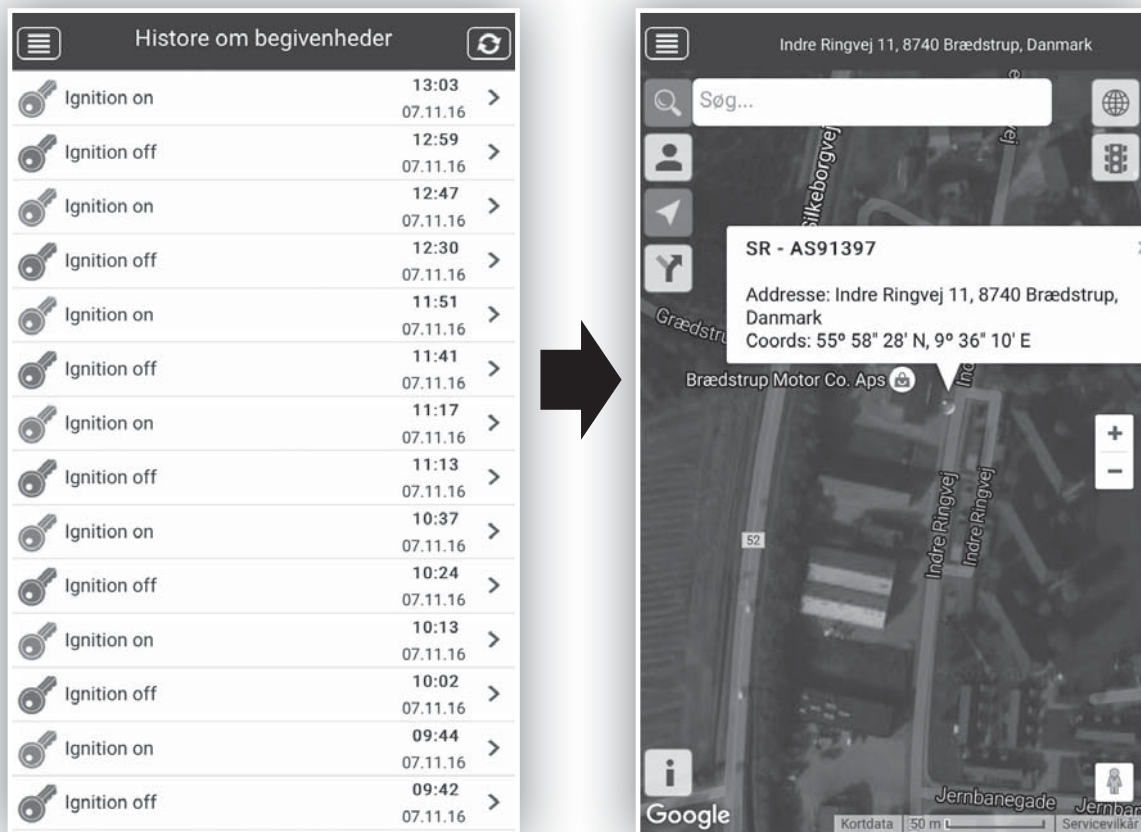 Histore om begivenheder
Ignition on 13:03
07.11.16
Ignition off 12:59
07.11.16
Ignition on 12:47
07.11.16
Ignition off 12:30
07.11.16
Ignition on 11:51
07.11.16
Ignition off 11:41
07.11.16
Ignition on 11:17
07.11.16
Ignition off 11:13
07.11.16
Ignition on 10:37
07.11.16
Ignition off 10:24
07.11.16
Ignition on 10:13
07.11.16
Ignition off 10:02
07.11.16
Ignition on 09:44
07.11.16
Ignition off 09:42
07.11.16
Indre Ringvej 11, 8740 Brædstrup, Danmark
Søg...
Silkeborgvej
SR - AS91397
Addresse: Indre Ringvej 11, 8740 Brædstrup,
Danmark
Coords: 55º 58" 28' N, 9º 36" 10' E
Brædstrup Motor Co. Aps
52
Indre Ringvej
Indre Ringvej
Jernbanegade
Google
Kortdata 50 m Servicevilkår